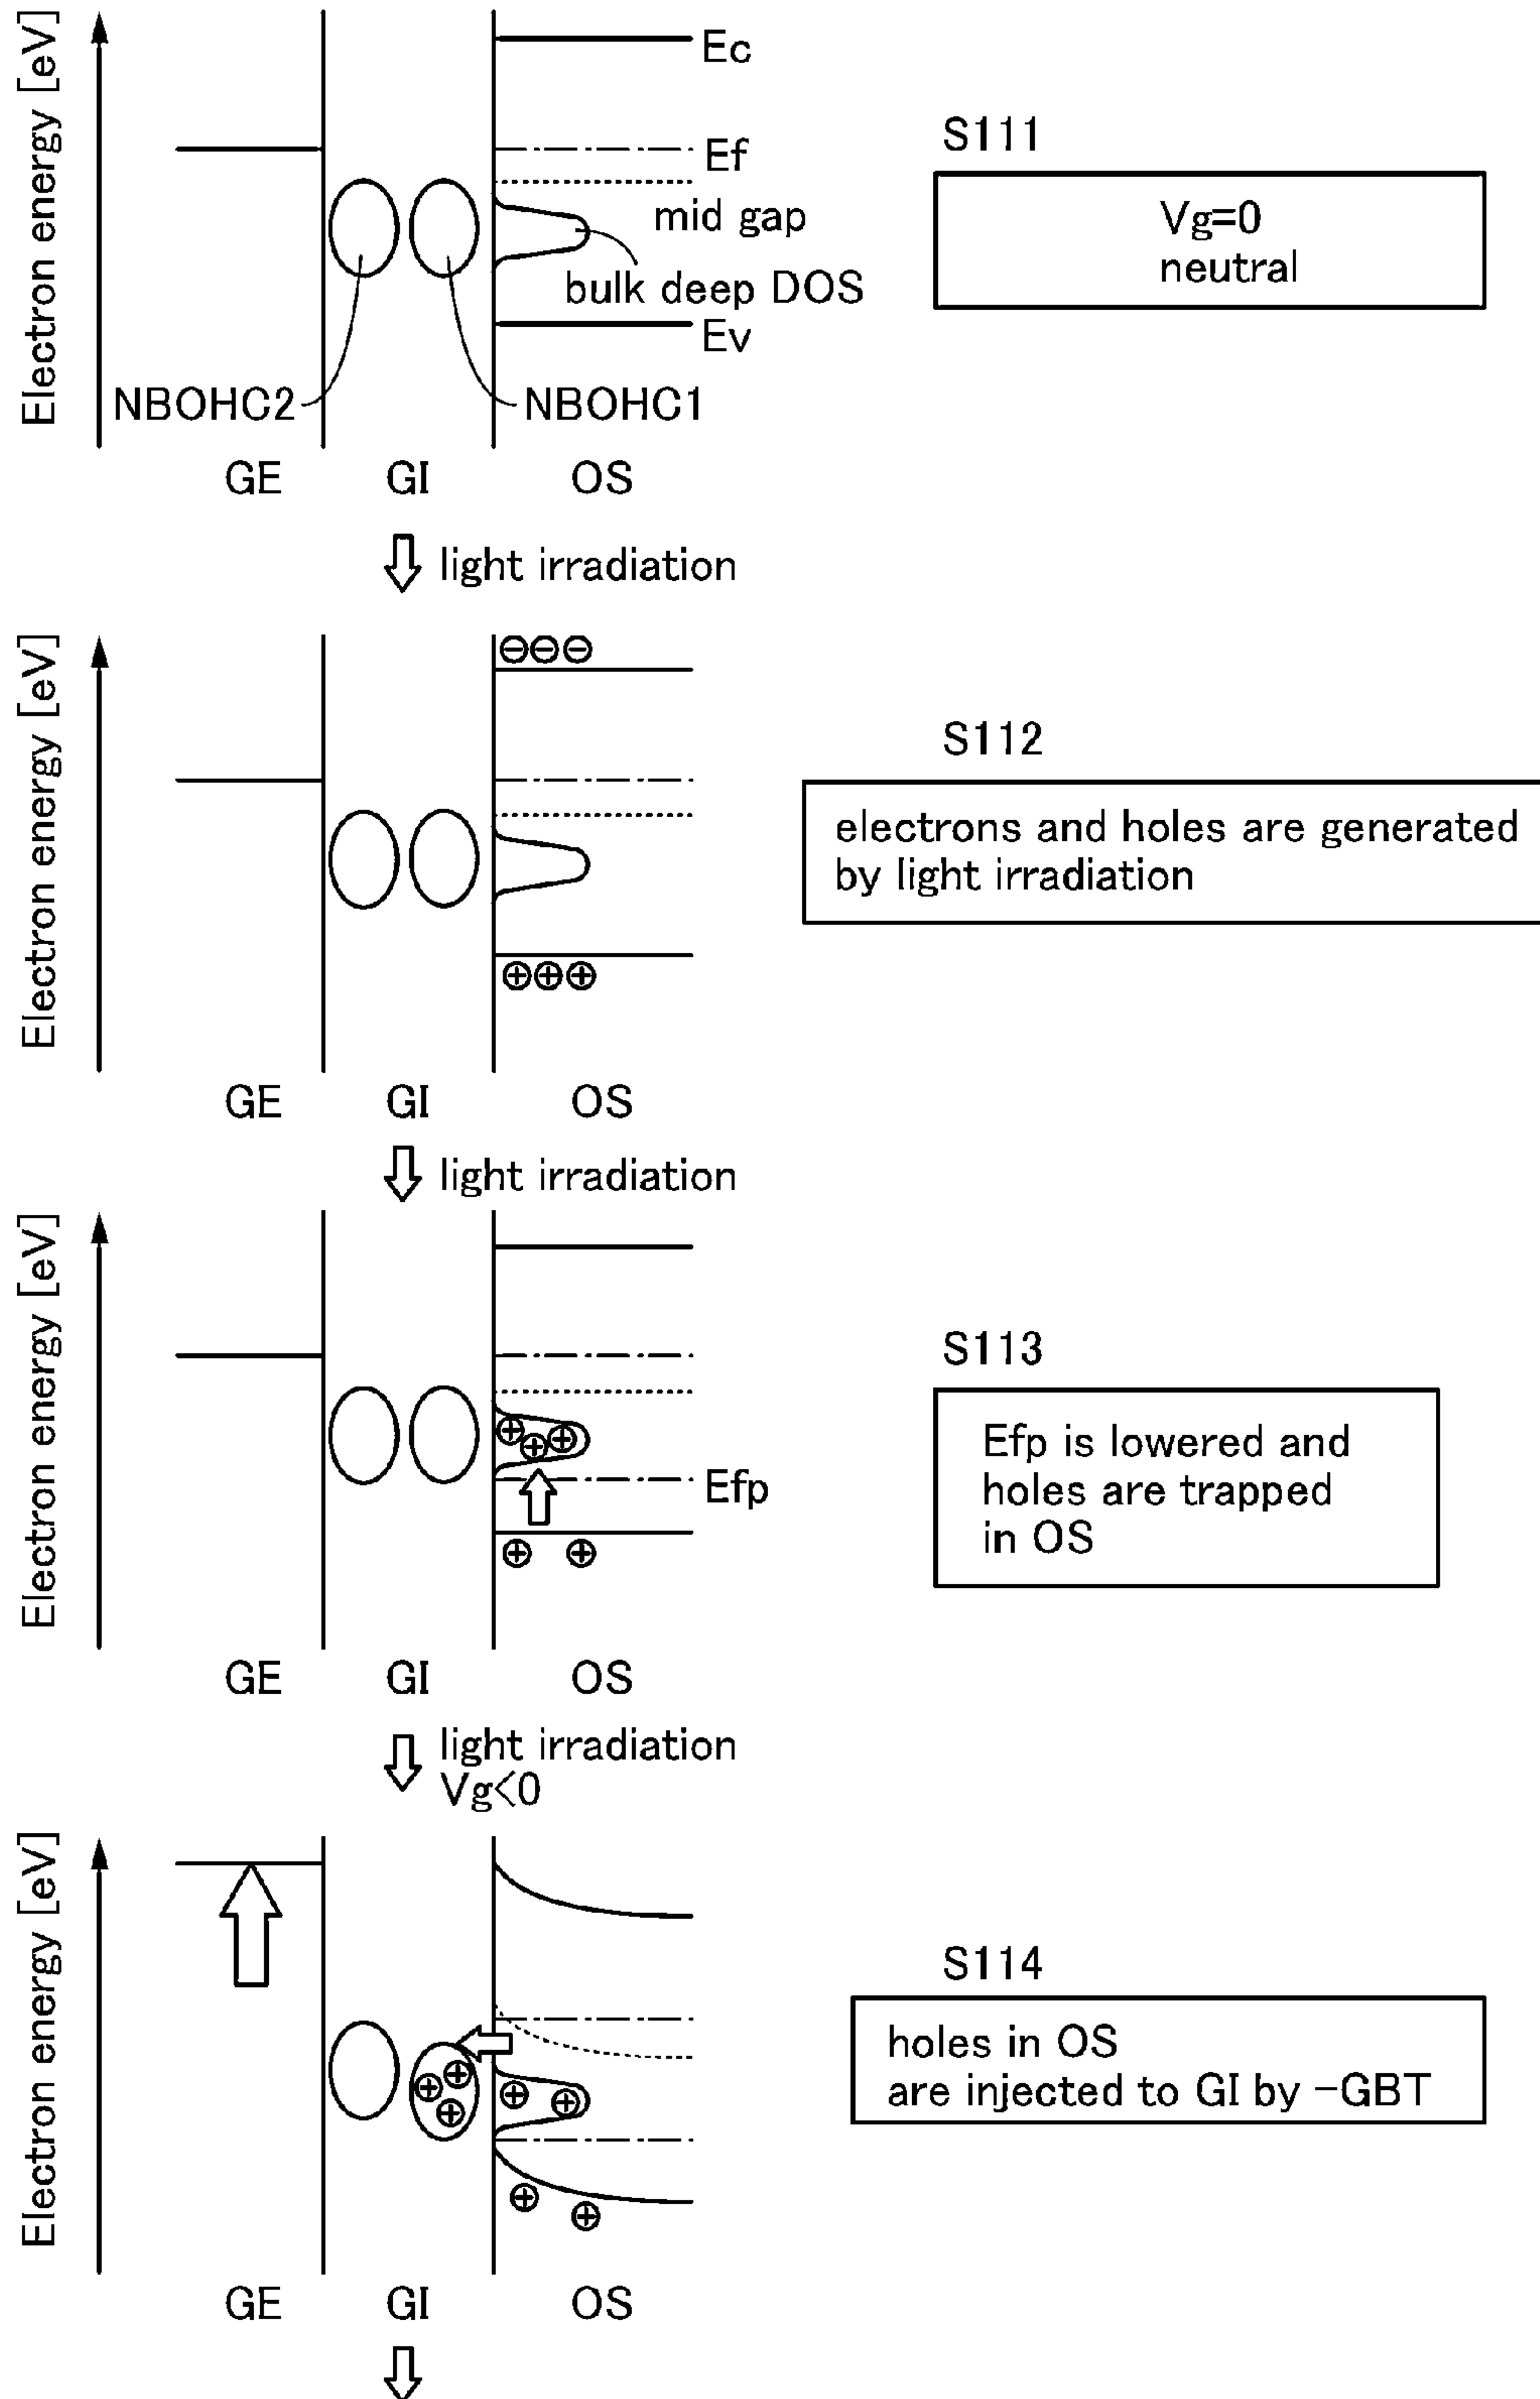 Electron energy [eV]
Ec
Ef
mid gap
bulk deep DOS
Ev
NBOHC2
NBOHC1
GE GI OS
S111
Vg=0
neutral
light irradiation
Electron energy [eV]
GE GI OS
S112
electrons and holes are generated
by light irradiation
light irradiation
Electron energy [eV]
Efp
GE GI OS
S113
Efp is lowered and
holes are trapped
in OS
light irradiation
Vg<0
Electron energy [eV]
GE GI OS
S114
holes in OS
are injected to GI by -GBT